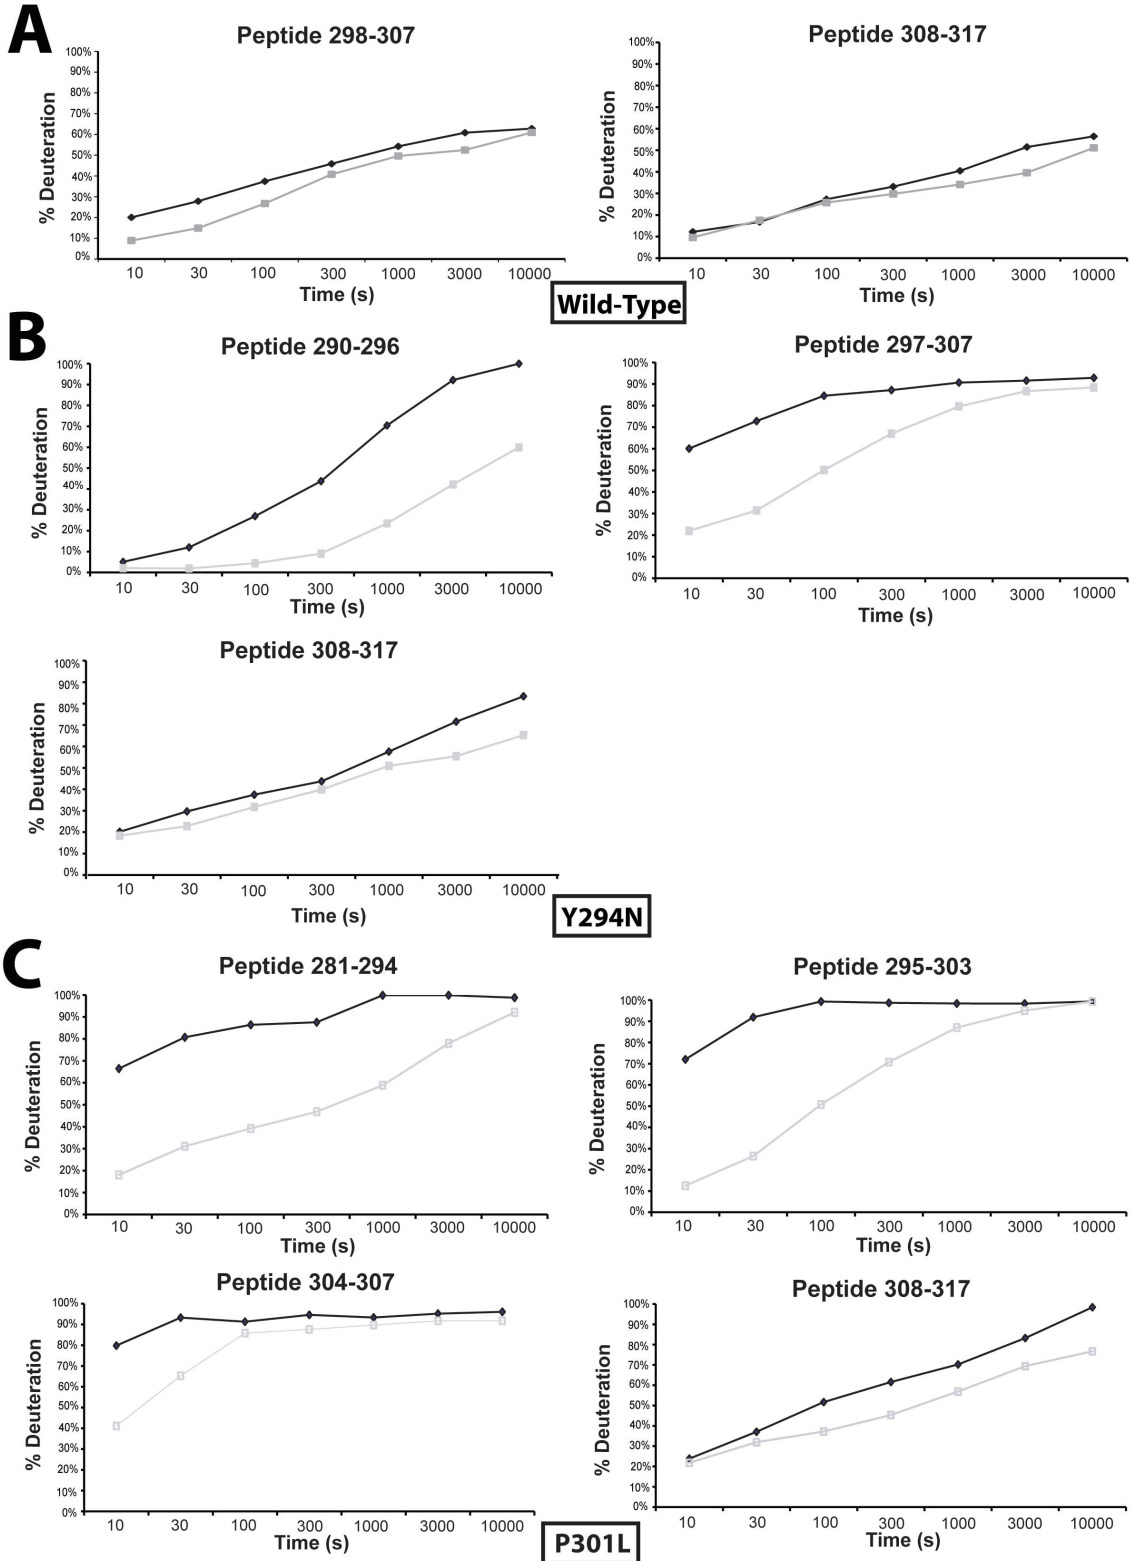 A
Peptide 298-307
% Deuteration
100%
90%
80%
70%
60%
50%
40%
30%
20%
10%
0%
10 30 100 300 1000 3000 10000
Time (s)
Peptide 308-317
% Deuteration
100%
90%
80%
70%
60%
50%
40%
30%
20%
10%
0%
10 30 100 300 1000 3000 10000
Time (s)
Wild-Type
B
Peptide 290-296
% Deuteration
100%
90%
80%
70%
60%
50%
40%
30%
20%
10%
0%
10 30 100 300 1000 3000 10000
Time (s)
Peptide 297-307
% Deuteration
100%
90%
80%
70%
60%
50%
40%
30%
20%
10%
0%
10 30 100 300 1000 3000 10000
Time (s)
Peptide 308-317
% Deuteration
100%
90%
80%
70%
60%
50%
40%
30%
20%
10%
0%
10 30 100 300 1000 3000 10000
Time (s)
Y294N
C
Peptide 281-294
% Deuteration
100%
90%
80%
70%
60%
50%
40%
30%
20%
10%
0%
10 30 100 300 1000 3000 10000
Time (s)
Peptide 295-303
% Deuteration
100%
90%
80%
70%
60%
50%
40%
30%
20%
10%
0%
10 30 100 300 1000 3000 10000
Time (s)
Peptide 304-307
% Deuteration
100%
90%
80%
70%
60%
50%
40%
30%
20%
10%
0%
10 30 100 300 1000 3000 10000
Time (s)
Peptide 308-317
% Deuteration
100%
90%
80%
70%
60%
50%
40%
30%
20%
10%
0%
10 30 100 300 1000 3000 10000
Time (s)
P301L